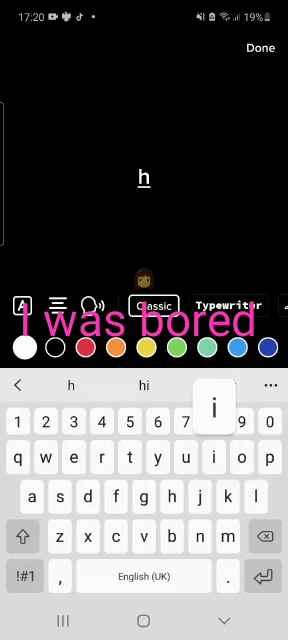 17:20 19%
Done
h
A Classic Typewriter
I was bored
h hi
i
1 2 3 4 5 6 7 9 0
q w e r t y u i o p
a s d f g h j k l
z x c v b n m
!#1 , English (UK) .